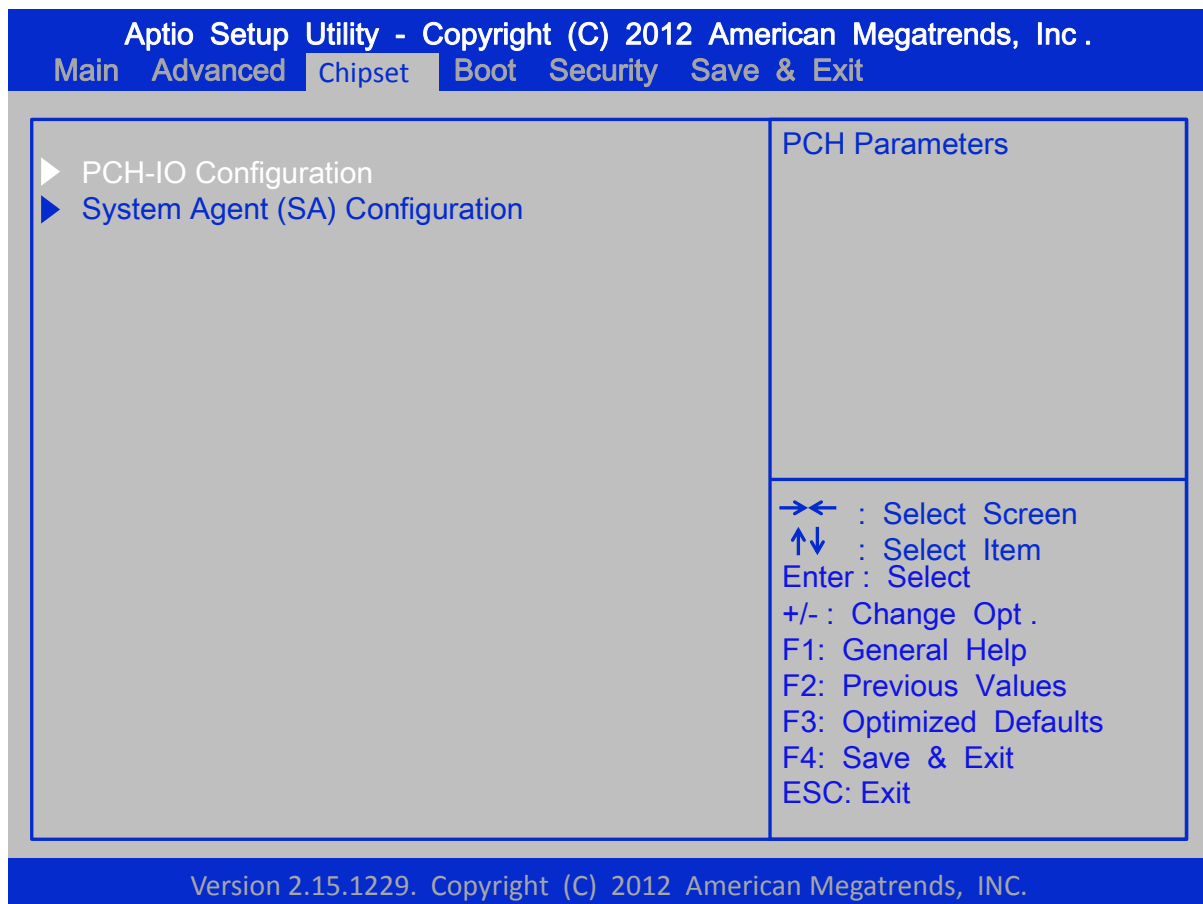 Aptio Setup Utility - Copyright (C) 2012 American Megatrends, Inc .
Main Advanced Chipset Boot Security Save & Exit
PCH-IO Configuration
System Agent (SA) Configuration
PCH Parameters
→← : Select Screen
↑↓ : Select Item
Enter : Select
+/- : Change Opt .
F1: General Help
F2: Previous Values
F3: Optimized Defaults
F4: Save & Exit
ESC: Exit
Version 2.15.1229. Copyright (C) 2012 American Megatrends, INC.